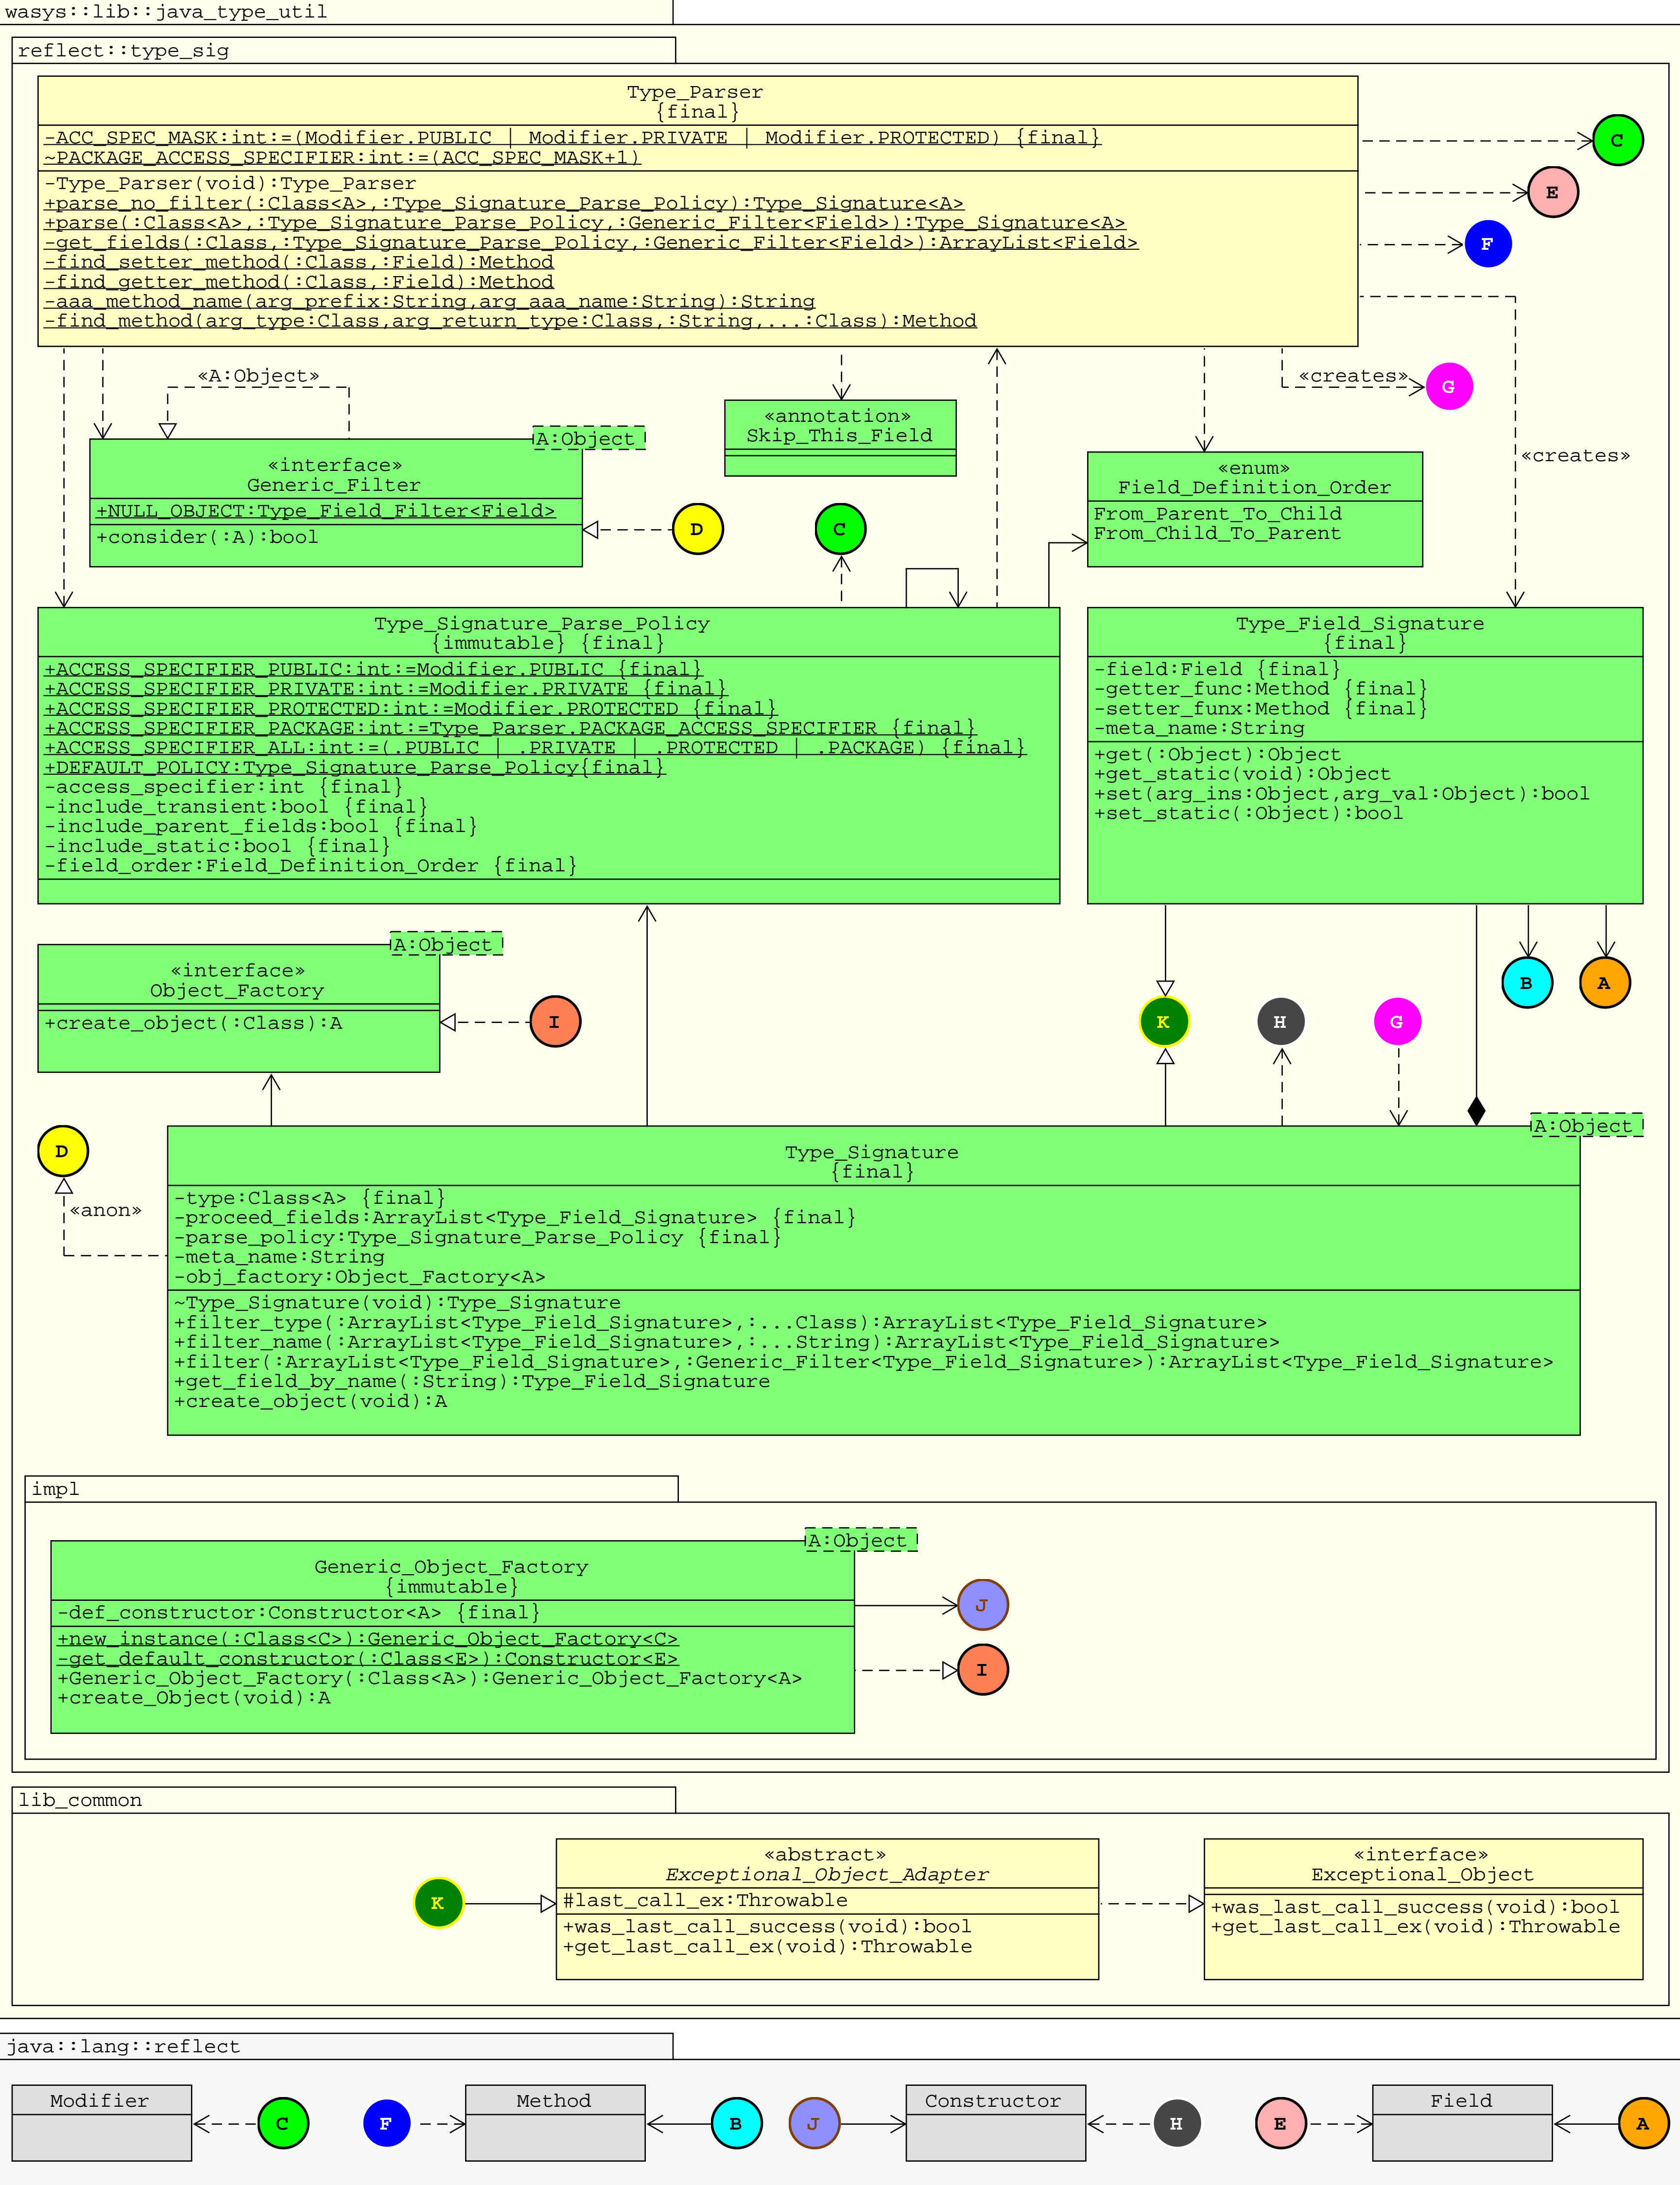 wasys::lib::java_type_util
reflect::type_sig
Type_Parser
{final}
-ACC_SPEC_MASK:int:=(Modifier.PUBLIC | Modifier.PRIVATE | Modifier.PROTECTED) {final}
~PACKAGE_ACCESS_SPECIFIER:int:=(ACC_SPEC_MASK+1)
-Type_Parser(void):Type_Parser
+parse_no_filter(:Class<A>,:Type_Signature_Parse_Policy):Type_Signature<A>
+parse(:Class<A>,:Type_Signature_Parse_Policy,:Generic_Filter<Field>):Type_Signature<A>
-get_fields(:Class,:Type_Signature_Parse_Policy,:Generic_Filter<Field>):ArrayList<Field>
-find_setter_method(:Class,:Field):Method
-find_getter_method(:Class,:Field):Method
-aaa_method_name(arg_prefix:String,arg_aaa_name:String):String
-find_method(arg_type:Class,arg_return_type:Class,:String,...:Class):Method
C
E
F
«A:Object»
«creates»
G
A:Object
«interface»
Generic_Filter
+NULL_OBJECT:Type_Field_Filter<Field>
+consider(:A):bool
D
«annotation»
Skip_This_Field
C
«enum»
Field_Definition_Order
From_Parent_To_Child
From_Child_To_Parent
«creates»
Type_Signature_Parse_Policy
{immutable} {final}
+ACCESS_SPECIFIER_PUBLIC:int:=Modifier.PUBLIC {final}
+ACCESS_SPECIFIER_PRIVATE:int:=Modifier.PRIVATE {final}
+ACCESS_SPECIFIER_PROTECTED:int:=Modifier.PROTECTED {final}
+ACCESS_SPECIFIER_PACKAGE:int:=Type_Parser.PACKAGE_ACCESS_SPECIFIER {final}
+ACCESS_SPECIFIER_ALL:int:=(.PUBLIC | .PRIVATE | .PROTECTED | .PACKAGE) {final}
+DEFAULT_POLICY:Type_Signature_Parse_Policy{final}
-access_specifier:int {final}
-include_transient:bool {final}
-include_parent_fields:bool {final}
-include_static:bool {final}
-field_order:Field_Definition_Order {final}
Type_Field_Signature
{final}
-field:Field {final}
-getter_func:Method {final}
-setter_funx:Method {final}
-meta_name:String
+get(:Object):Object
+get_static(void):Object
+set(arg_ins:Object,arg_val:Object):bool
+set_static(:Object):bool
A:Object
«interface»
Object_Factory
+create_object(:Class):A
I
K
H
G
B
A
D
«anon»
A:Object
Type_Signature
{final}
-type:Class<A> {final}
-proceed_fields:ArrayList<Type_Field_Signature> {final}
-parse_policy:Type_Signature_Parse_Policy {final}
-meta_name:String
-obj_factory:Object_Factory<A>
~Type_Signature(void):Type_Signature
+filter_type(:ArrayList<Type_Field_Signature>,:...Class):ArrayList<Type_Field_Signature>
+filter_name(:ArrayList<Type_Field_Signature>,:...String):ArrayList<Type_Field_Signature>
+filter(:ArrayList<Type_Field_Signature>,:Generic_Filter<Type_Field_Signature>):ArrayList<Type_Field_Signature>
+get_field_by_name(:String):Type_Field_Signature
+create_object(void):A
impl
A:Object
Generic_Object_Factory
{immutable}
-def_constructor:Constructor<A> {final}
+new_instance(:Class<C>):Generic_Object_Factory<C>
-get_default_constructor(:Class<E>):Constructor<E>
+Generic_Object_Factory(:Class<A>):Generic_Object_Factory<A>
+create_Object(void):A
J
I
lib_common
K
«abstract»
Exceptional_Object_Adapter
#last_call_ex:Throwable
+was_last_call_success(void):bool
+get_last_call_ex(void):Throwable
«interface»
Exceptional_Object
+was_last_call_success(void):bool
+get_last_call_ex(void):Throwable
java::lang::reflect
Modifier
C
F
Method
B
J
Constructor
H
E
Field
A